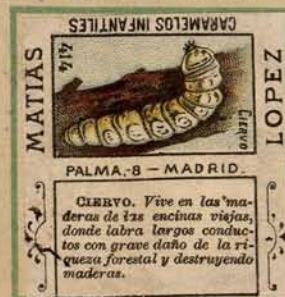 CARAMELOS INFANTILES
MATIAS
LOPEZ
CIERVO
PALMA,-8 – MADRID.
CIERVO. Vive en las ma-
deras de las encinas viejas,
donde labra largos conduc-
tos con grave daño de la ri-
queza forestal y destruyendo
maderas.